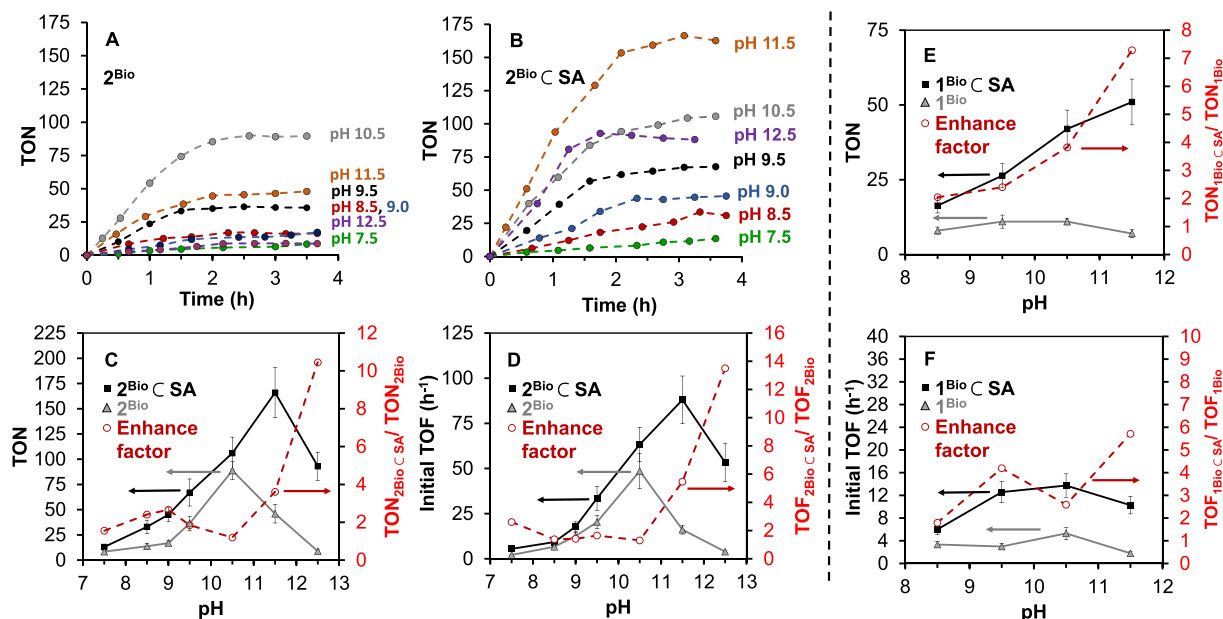 A
2Bio
TON
175
150
125
100
75
50
25
0
0
1
2
3
4
Time (h)
pH 10.5
pH 11.5
pH 9.5
pH 8.5, 9.0
pH 12.5
pH 7.5
B
2Bio ⊂ SA
TON
175
150
125
100
75
50
25
0
0
1
2
3
4
Time (h)
pH 11.5
pH 10.5
pH 12.5
pH 9.5
pH 9.0
pH 8.5
pH 7.5
E
1Bio ⊂ SA
1Bio
Enhance
factor
TON
75
50
25
0
8
9
10
11
12
pH
8
7
6
5
4
3
2
1
0
TON1Bio ⊂ SA/ TON1Bio
C
2Bio ⊂ SA
2Bio
Enhance
factor
TON
225
200
175
150
125
100
75
50
25
0
7
8
9
10
11
12
13
pH
12
10
8
6
4
2
0
TON2Bio ⊂ SA/ TON2Bio
D
2Bio ⊂ SA
2Bio
Enhance
factor
Initial TOF (h-1)
125
100
75
50
25
0
7
8
9
10
11
12
13
pH
16
14
12
10
8
6
4
2
0
TOF2Bio ⊂ SA/ TOF2Bio
F
1Bio ⊂ SA
1Bio
Enhance
factor
Initial TOF (h-1)
40
36
32
28
24
20
16
12
8
4
0
8
9
10
11
12
pH
10
9
8
7
6
5
4
3
2
1
0
TOF1Bio ⊂ SA/ TOF1Bio